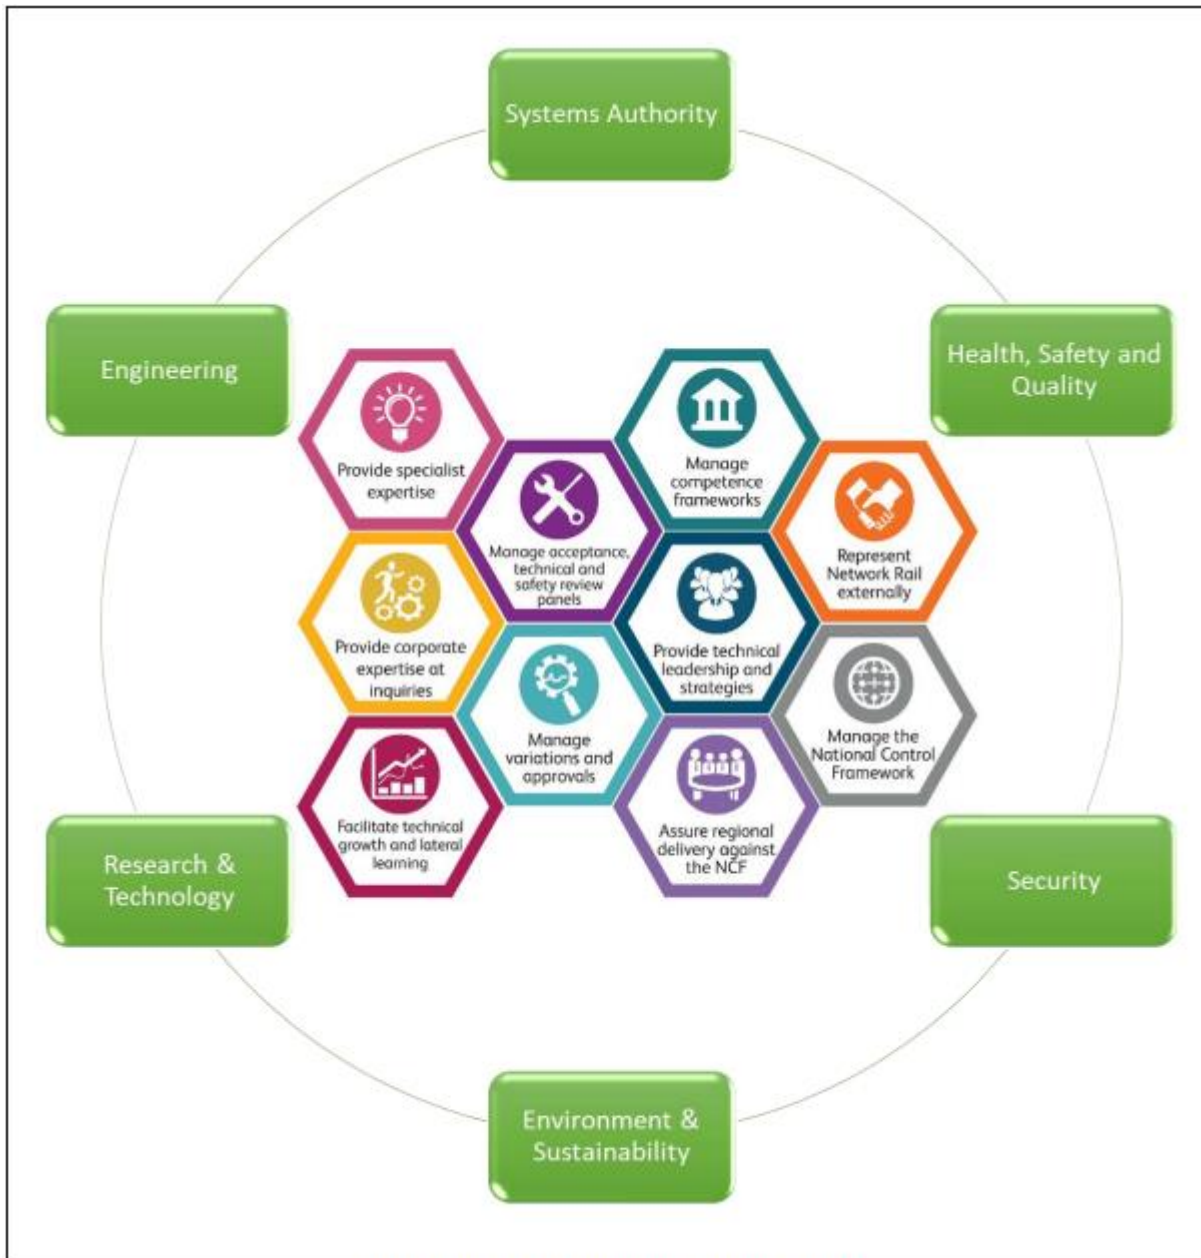 Systems Authority
Engineering
Health, Safety and
Quality
Provide specialist
expertise
Manage
competence
frameworks
Manage acceptance,
technical and
safety review
panels
Represent
Network Rail
externally
Provide corporate
expertise at
inquiries
Provide technical
leadership and
strategies
Manage
variations and
approvals
Manage the
National Control
Framework
Facilitate technical
growth and lateral
learning
Assure regional
delivery against
the NCF
Research &
Technology
Security
Environment &
Sustainability